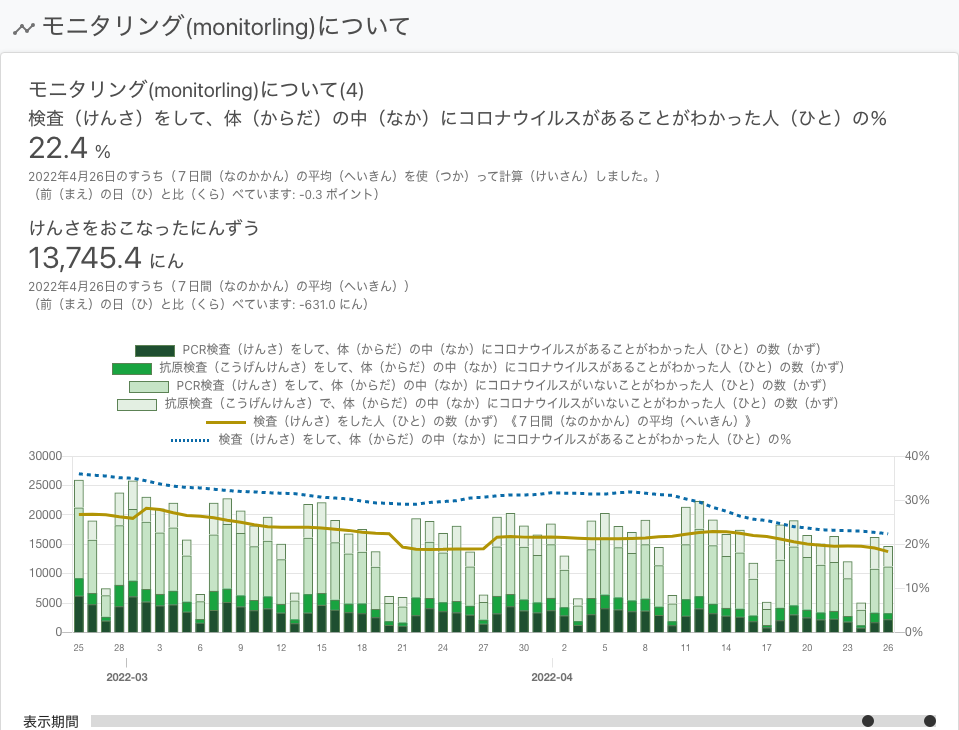 モニタリング(monitorling)について
モニタリング(monitorling)について(4)
検査（けんさ）をして、体（からだ）の中（なか）にコロナウイルスがあることがわかった人（ひと）の%
22.4 %
2022年4月26日のすうち（７日間（なのかかん）の平均（へいきん）を使（つか）って計算（けいさん）しました。）
（前（まえ）の日（ひ）と比（くら）べています: -0.3 ポイント）
けんさをおこなったにんずう
13,745.4 にん
2022年4月26日のすうち（７日間（なのかかん）の平均（へいきん））
（前（まえ）の日（ひ）と比（くら）べています: -631.0 にん）
PCR検査（けんさ）をして、体（からだ）の中（なか）にコロナウイルスがあることがわかった人（ひと）の数（かず）
抗原検査（こうげんけんさ）をして、体（からだ）の中（なか）にコロナウイルスがあることがわかった人（ひと）の数（かず）
PCR検査（けんさ）をして、体（からだ）の中（なか）にコロナウイルスがいないことがわかった人（ひと）の数（かず）
抗原検査（こうげんけんさ）で、体（からだ）の中（なか）にコロナウイルスがいないことがわかった人（ひと）の数（かず）
検査（けんさ）をした人（ひと）の数（かず）《７日間（なのかかん）の平均（へいきん）》
検査（けんさ）をして、体（からだ）の中（なか）にコロナウイルスがあることがわかった人（ひと）の%
30000 40%
25000
20000 30%
15000 20%
10000
5000 10%
0 0%
25 28 3 6 9 12 15 18 21 24 27 30 2 5 8 11 14 17 20 23 26
2022-03 2022-04
表示期間